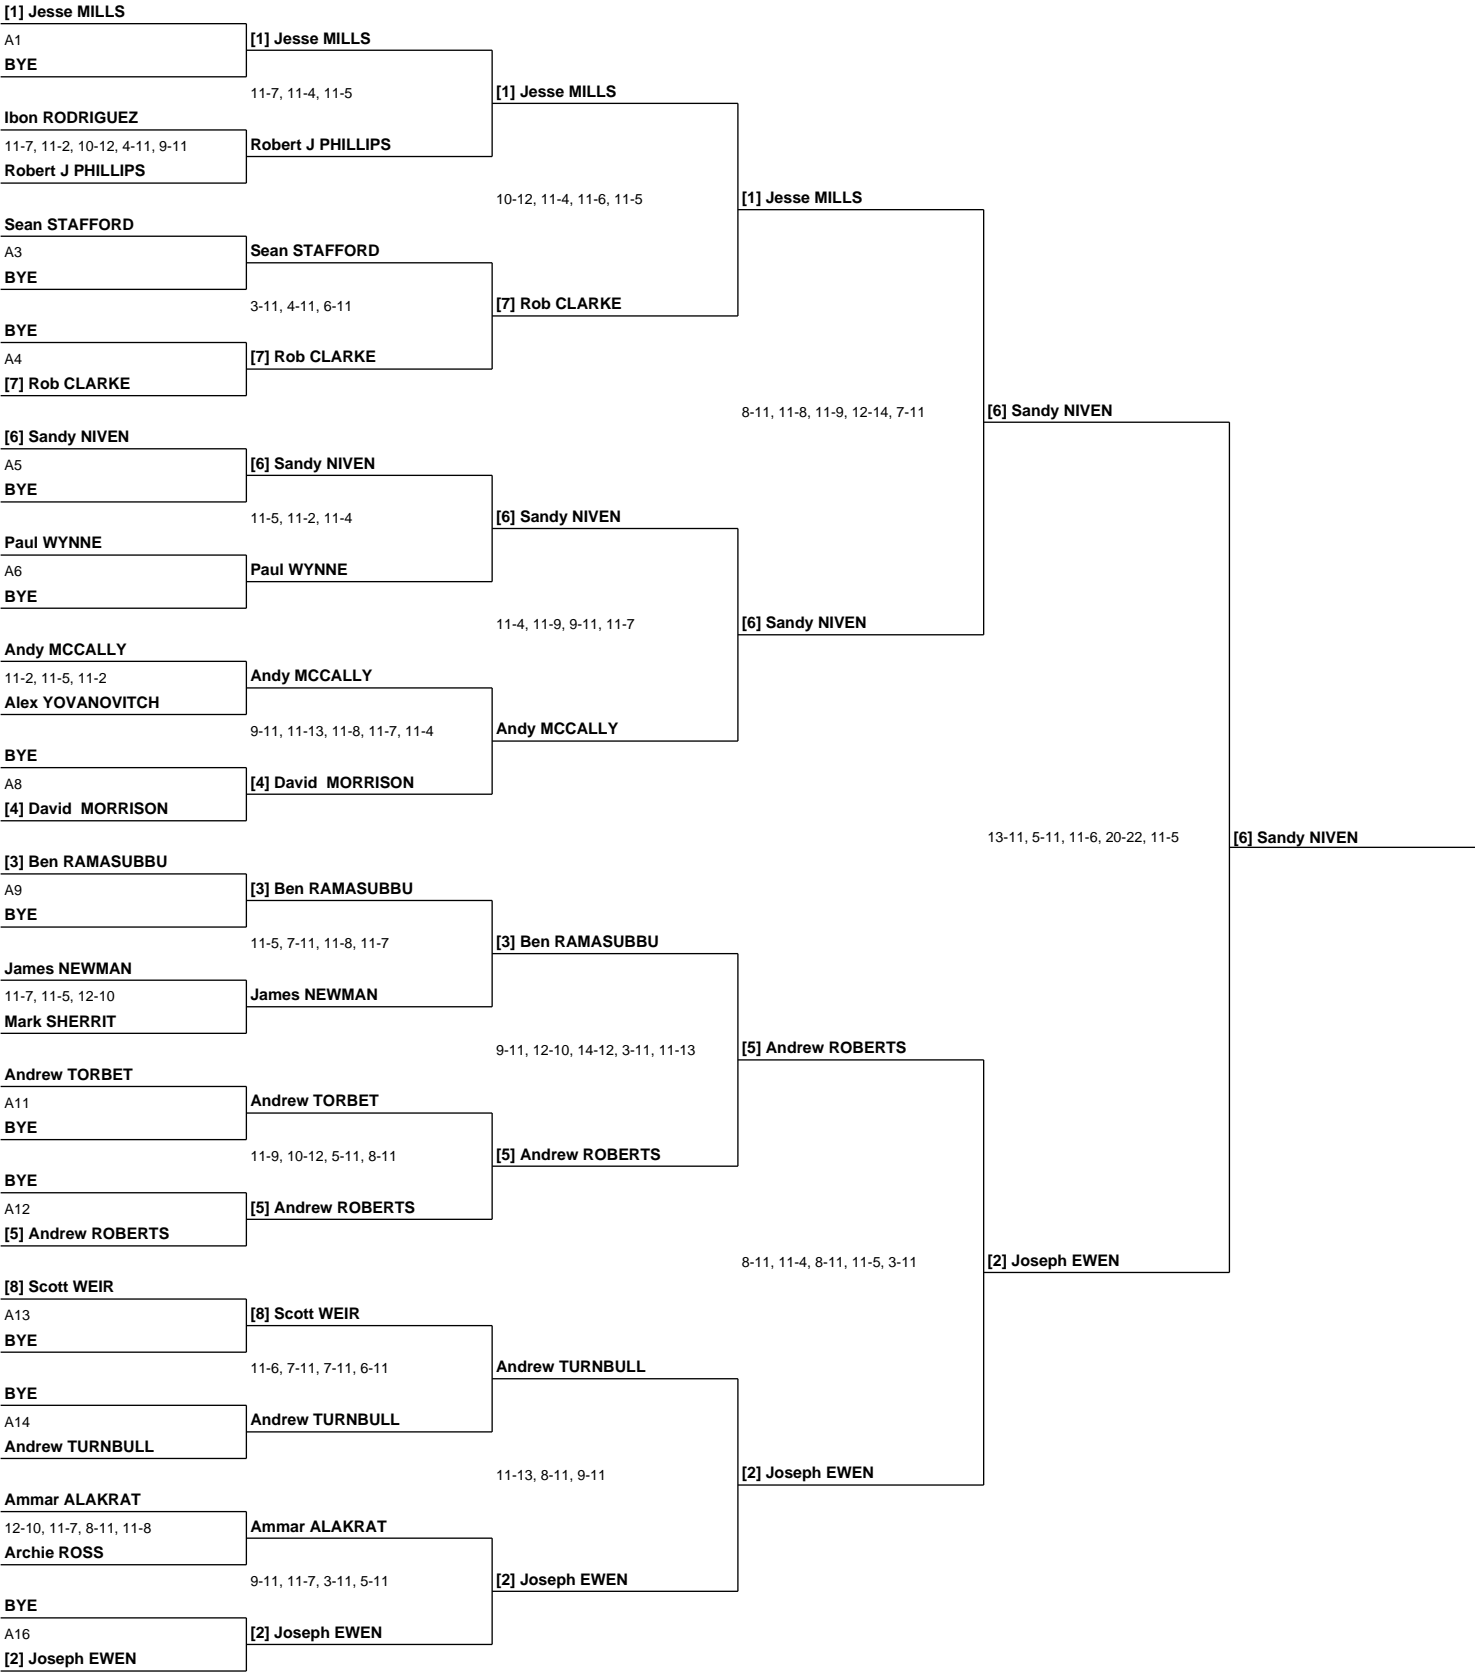 [1] Jesse MILLS
A1
BYE
Ibon RODRIGUEZ
11-7, 11-2, 10-12, 4-11, 9-11
Robert J PHILLIPS
Sean STAFFORD
A3
BYE
BYE
A4
[7] Rob CLARKE
[6] Sandy NIVEN
A5
BYE
Paul WYNNE
A6
BYE
Andy MCCALLY
11-2, 11-5, 11-2
Alex YOVANOVITCH
BYE
A8
[4] David  MORRISON
[3] Ben RAMASUBBU
A9
BYE
James NEWMAN
11-7, 11-5, 12-10
Mark SHERRIT
Andrew TORBET
A11
BYE
BYE
A12
[5] Andrew ROBERTS
[8] Scott WEIR
A13
BYE
BYE
A14
Andrew TURNBULL
Ammar ALAKRAT
12-10, 11-7, 8-11, 11-8
Archie ROSS
BYE
A16
[2] Joseph EWEN
[1] Jesse MILLS
11-7, 11-4, 11-5
Robert J PHILLIPS
Sean STAFFORD
3-11, 4-11, 6-11
[7] Rob CLARKE
[6] Sandy NIVEN
11-5, 11-2, 11-4
Paul WYNNE
Andy MCCALLY
9-11, 11-13, 11-8, 11-7, 11-4
[4] David  MORRISON
[3] Ben RAMASUBBU
11-5, 7-11, 11-8, 11-7
James NEWMAN
Andrew TORBET
11-9, 10-12, 5-11, 8-11
[5] Andrew ROBERTS
[8] Scott WEIR
11-6, 7-11, 7-11, 6-11
Andrew TURNBULL
Ammar ALAKRAT
9-11, 11-7, 3-11, 5-11
[2] Joseph EWEN
[1] Jesse MILLS
10-12, 11-4, 11-6, 11-5
[7] Rob CLARKE
[6] Sandy NIVEN
11-4, 11-9, 9-11, 11-7
Andy MCCALLY
[3] Ben RAMASUBBU
9-11, 12-10, 14-12, 3-11, 11-13
[5] Andrew ROBERTS
Andrew TURNBULL
11-13, 8-11, 9-11
[2] Joseph EWEN
[1] Jesse MILLS
8-11, 11-8, 11-9, 12-14, 7-11
[6] Sandy NIVEN
[5] Andrew ROBERTS
8-11, 11-4, 8-11, 11-5, 3-11
[2] Joseph EWEN
[6] Sandy NIVEN
13-11, 5-11, 11-6, 20-22, 11-5
[2] Joseph EWEN
[6] Sandy NIVEN